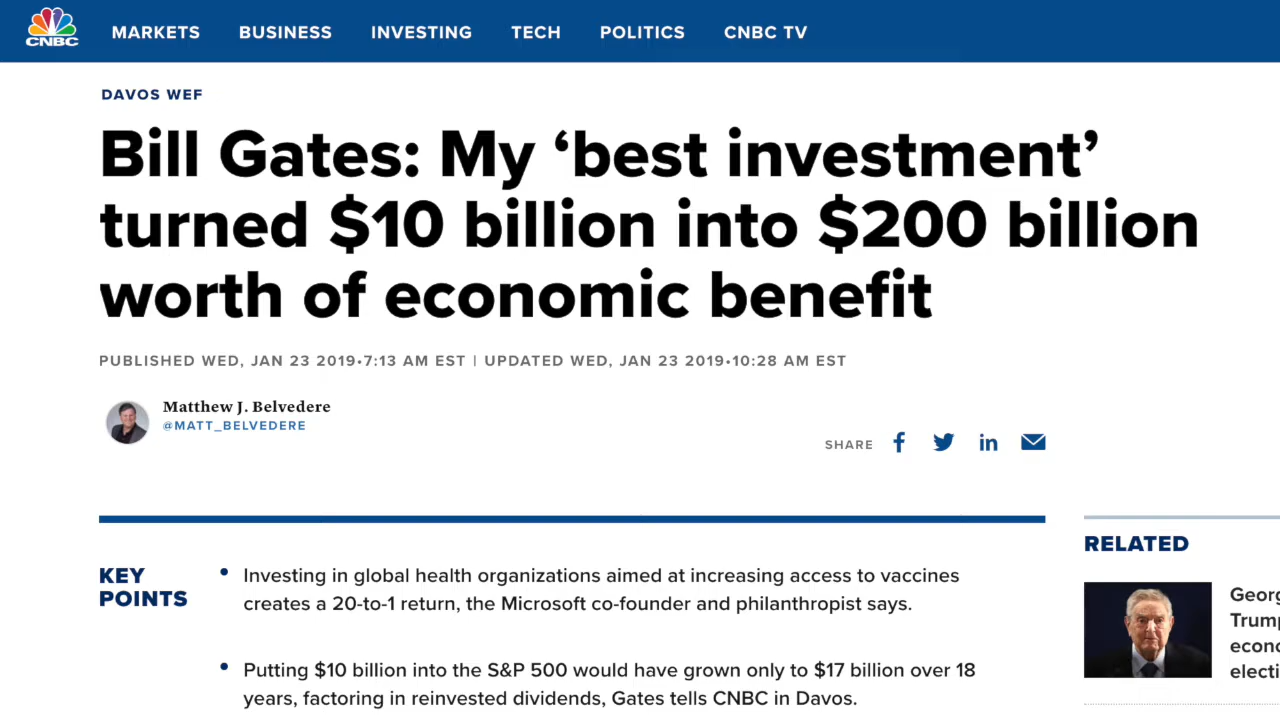 CNBC MARKETS BUSINESS INVESTING TECH POLITICS CNBC TV
DAVOS WEF
Bill Gates: My ‘best investment’
turned $10 billion into $200 billion
worth of economic benefit
PUBLISHED WED, JAN 23 2019•7:13 AM EST | UPDATED WED, JAN 23 2019•10:28 AM EST
Matthew J. Belvedere
@MATT_BELVEDERE
SHARE
KEY
POINTS
• Investing in global health organizations aimed at increasing access to vaccines
creates a 20-to-1 return, the Microsoft co-founder and philanthropist says.
• Putting $10 billion into the S&P 500 would have grown only to $17 billion over 18
years, factoring in reinvested dividends, Gates tells CNBC in Davos.
RELATED